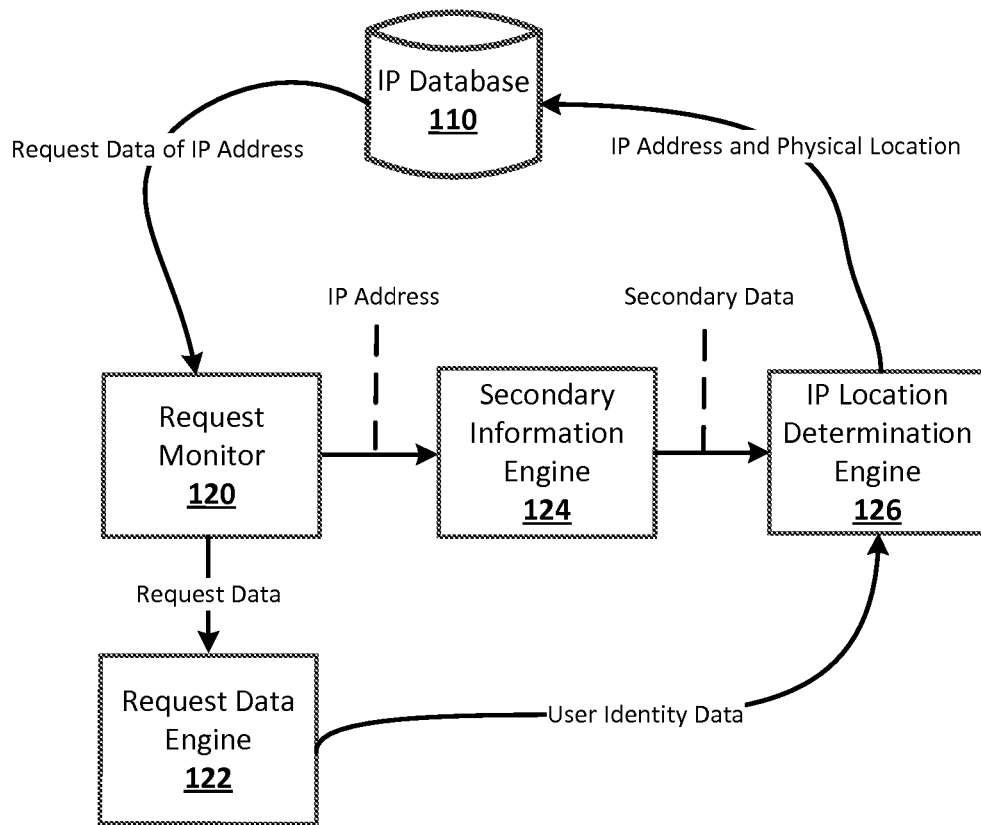 IP Database
110
Request Data of IP Address
IP Address and Physical Location
IP Address
Secondary Data
Request
Monitor
120
Secondary
Information
Engine
124
IP Location
Determination
Engine
126
Request Data
Request Data
Engine
122
User Identity Data